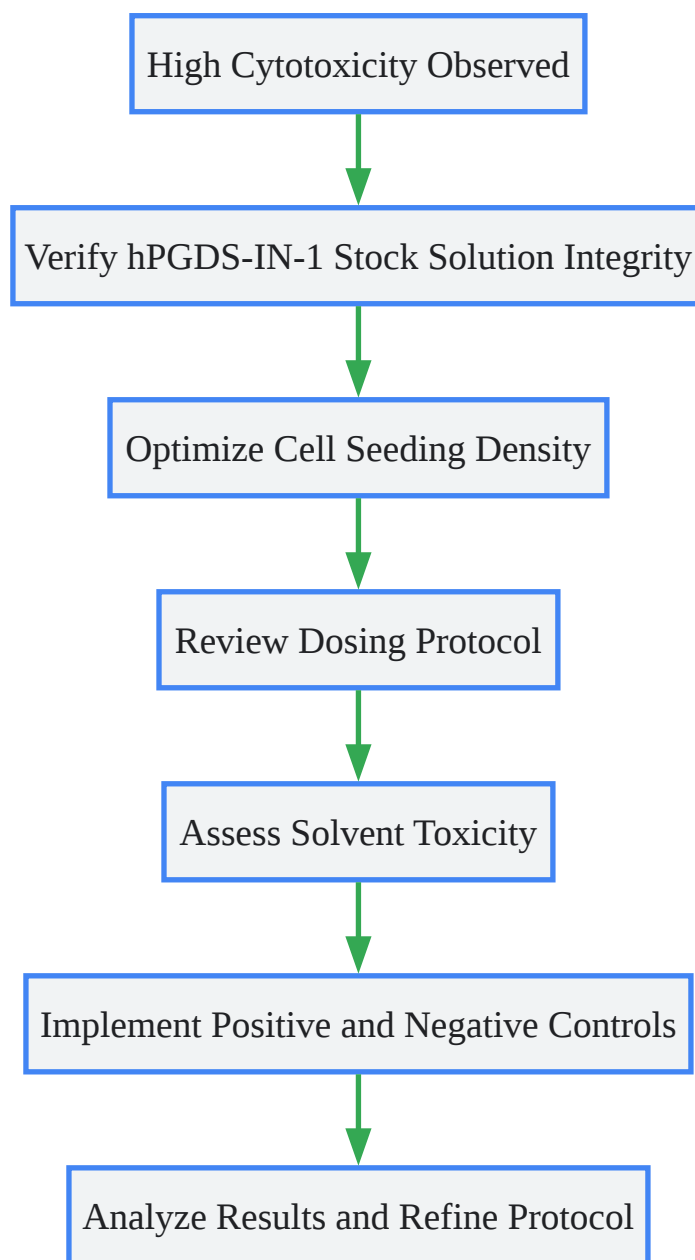 High Cytotoxicity Observed
Verify hPGDS-IN-1 Stock Solution Integrity
Optimize Cell Seeding Density
Review Dosing Protocol
Assess Solvent Toxicity
Implement Positive and Negative Controls
Analyze Results and Refine Protocol